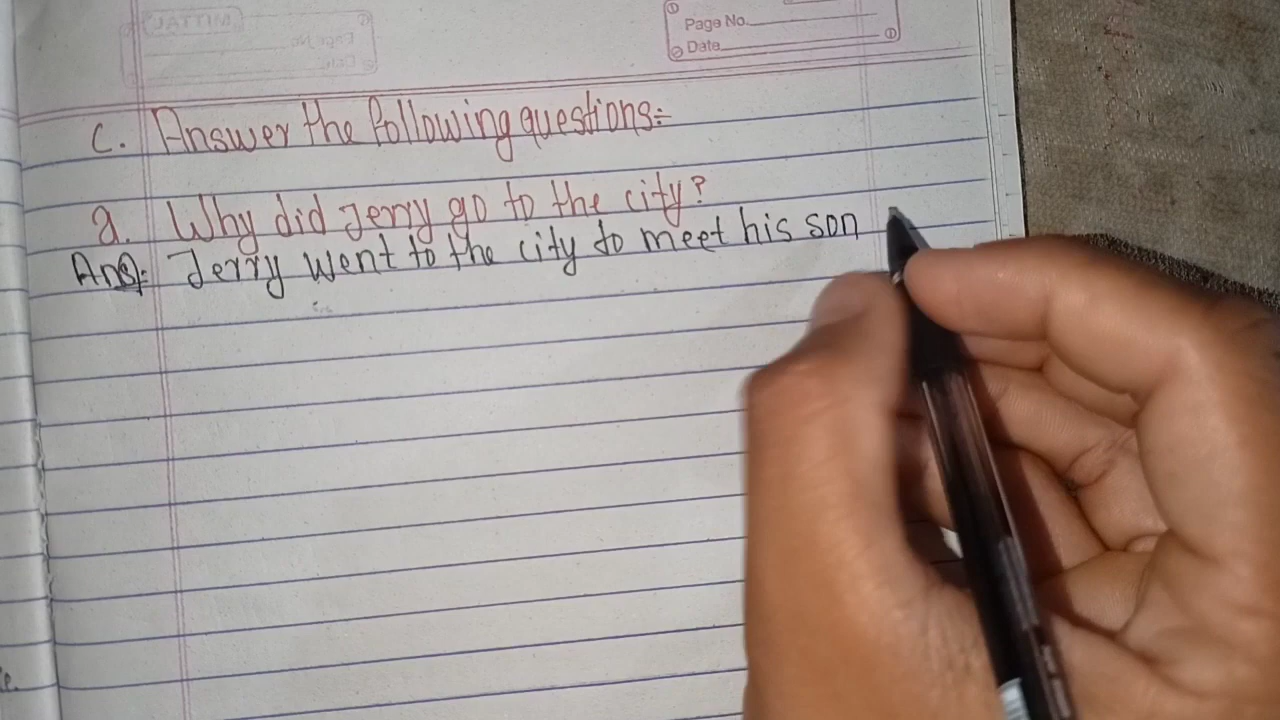 Page No.
Date
C. Answer the following questions:-
a. Why did Jerry go to the city?
Ans:- Jerry went to the city to meet his son